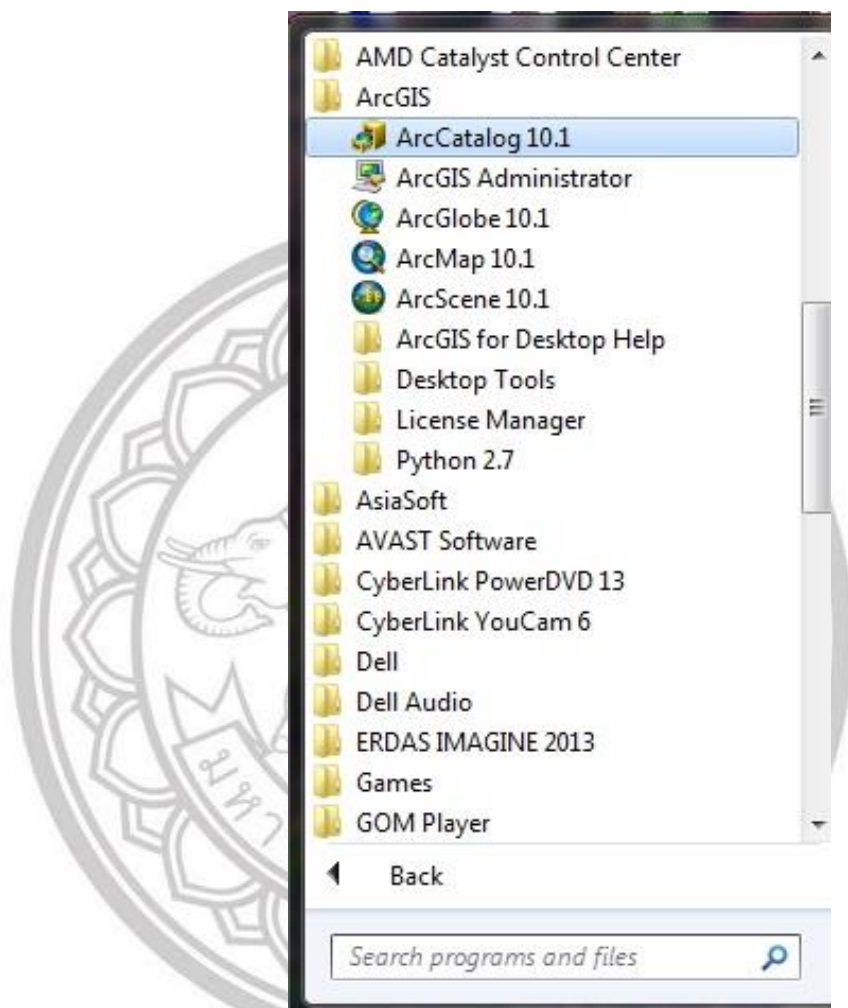 AMD Catalyst Control Center
ArcGIS
ArcCatalog 10.1
ArcGIS Administrator
ArcGlobe 10.1
ArcMap 10.1
ArcScene 10.1
ArcGIS for Desktop Help
Desktop Tools
License Manager
Python 2.7
AsiaSoft
AVAST Software
CyberLink PowerDVD 13
CyberLink YouCam 6
Dell
Dell Audio
ERDAS IMAGINE 2013
Games
GOM Player
Back
Search programs and files